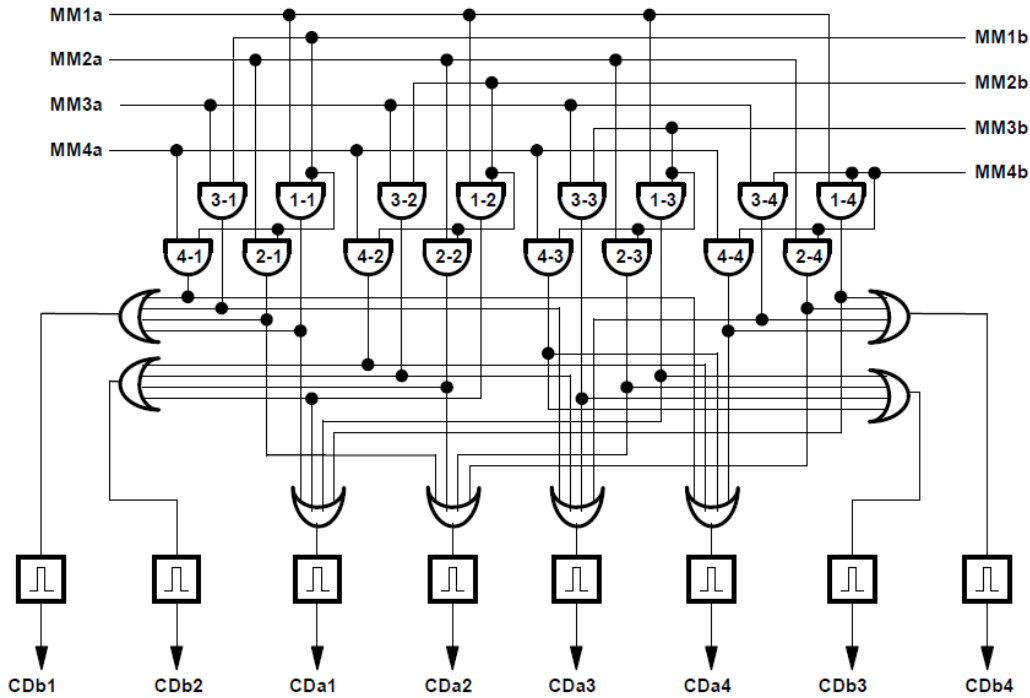 MM1a
MM1b
MM2a
MM2b
MM3a
MM3b
MM4a
MM4b
3-1 1-1 3-2 1-2 3-3 1-3 3-4 1-4
4-1 2-1 4-2 2-2 4-3 2-3 4-4 2-4
CDb1 CDb2 CDa1 CDa2 CDa3 CDa4 CDb3 CDb4